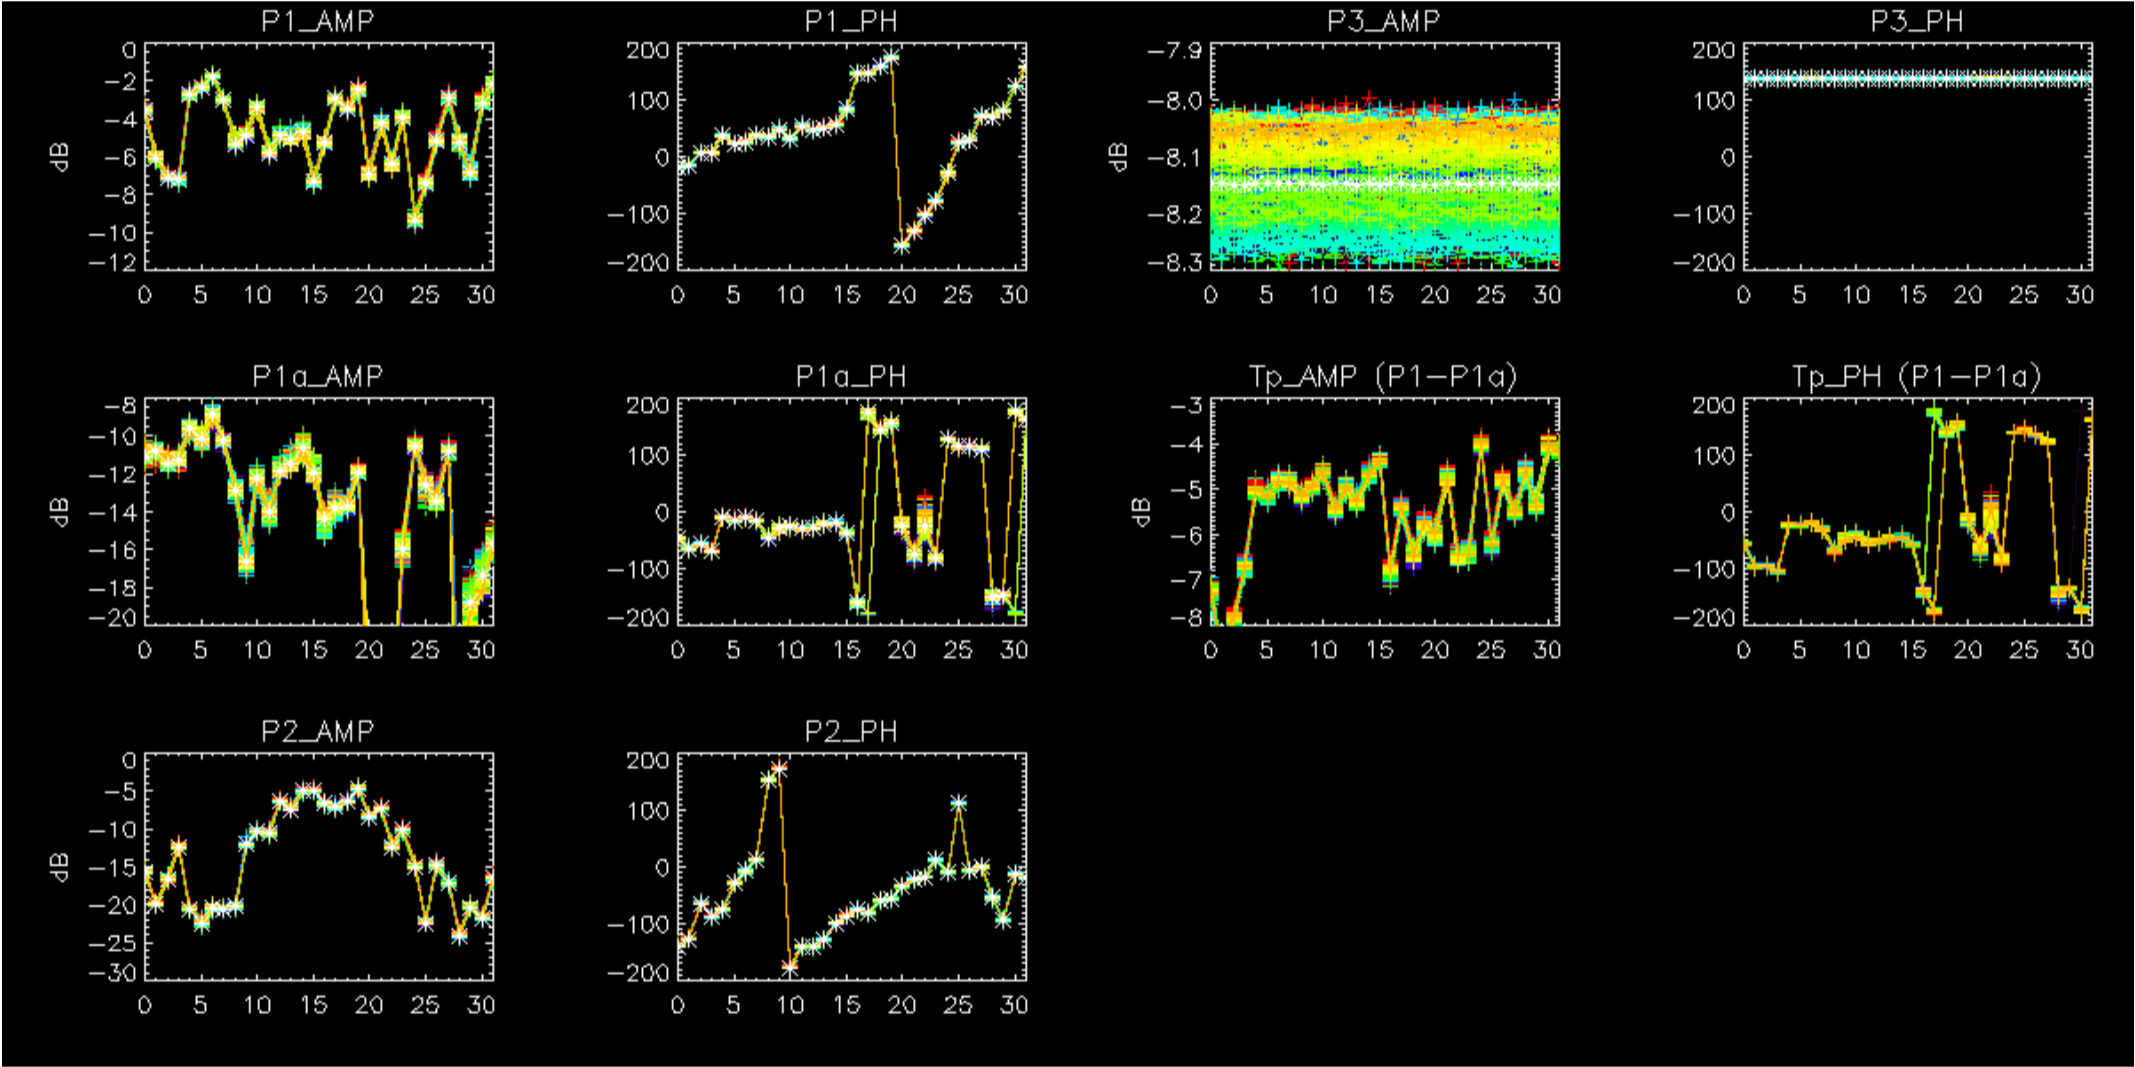 P1_AMP
0
−2
−4
−6
−8
−10
−12
dB
0 5 10 15 20 25 30
P1_PH
200
100
0
−100
−200
0 5 10 15 20 25 30
P3_AMP
−7.9
−8.0
−8.1
−8.2
−8.3
dB
0 5 10 15 20 25 30
P3_PH
200
100
0
−100
−200
0 5 10 15 20 25 30
P1a_AMP
−8
−10
−12
−14
−16
−18
−20
dB
0 5 10 15 20 25 30
P1a_PH
200
100
0
−100
−200
0 5 10 15 20 25 30
Tp_AMP (P1−P1a)
−3
−4
−5
−6
−7
−8
dB
0 5 10 15 20 25 30
Tp_PH (P1−P1a)
200
100
0
−100
−200
0 5 10 15 20 25 30
P2_AMP
0
−5
−10
−15
−20
−25
−30
dB
0 5 10 15 20 25 30
P2_PH
200
100
0
−100
−200
0 5 10 15 20 25 30